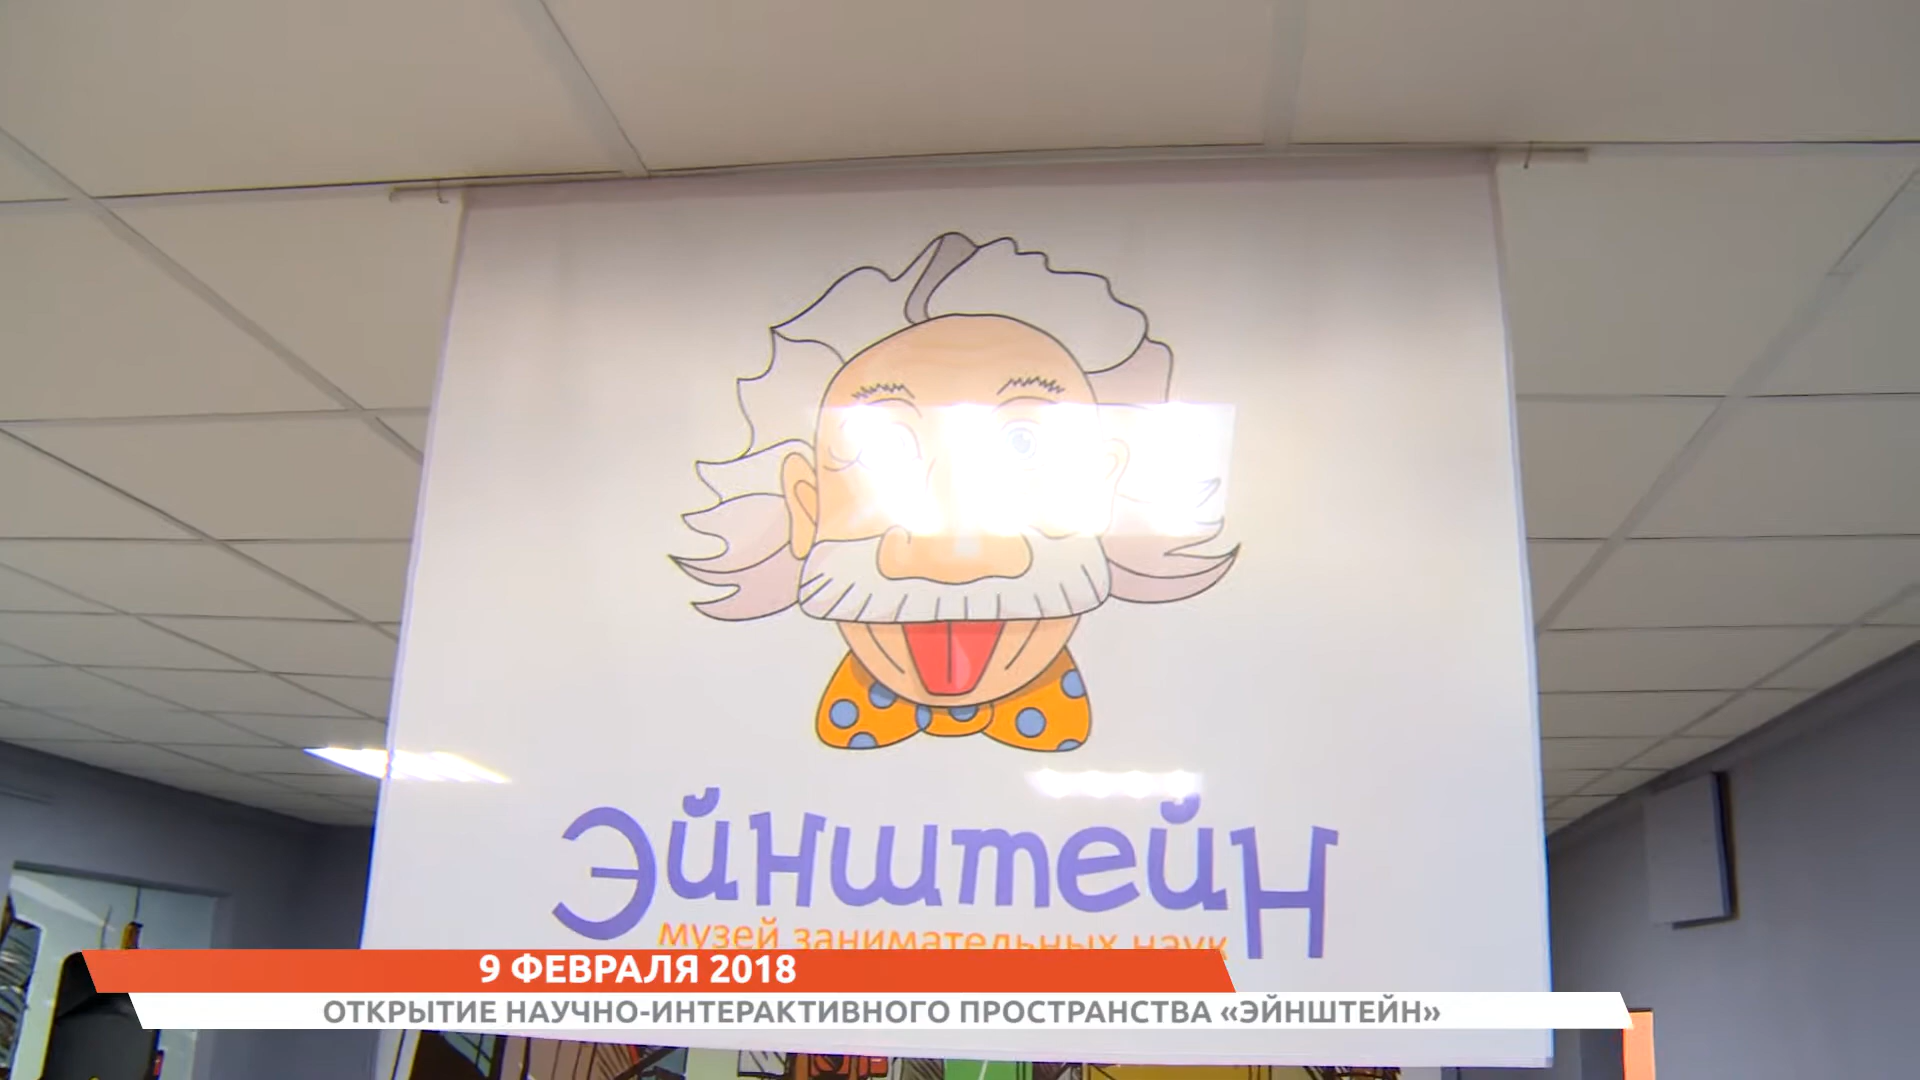 Эйнштейн
музей занимательных наук
9 ФЕВРАЛЯ 2018
ОТКРЫТИЕ НАУЧНО-ИНТЕРАКТИВНОГО ПРОСТРАНСТВА «ЭЙНШТЕЙН»